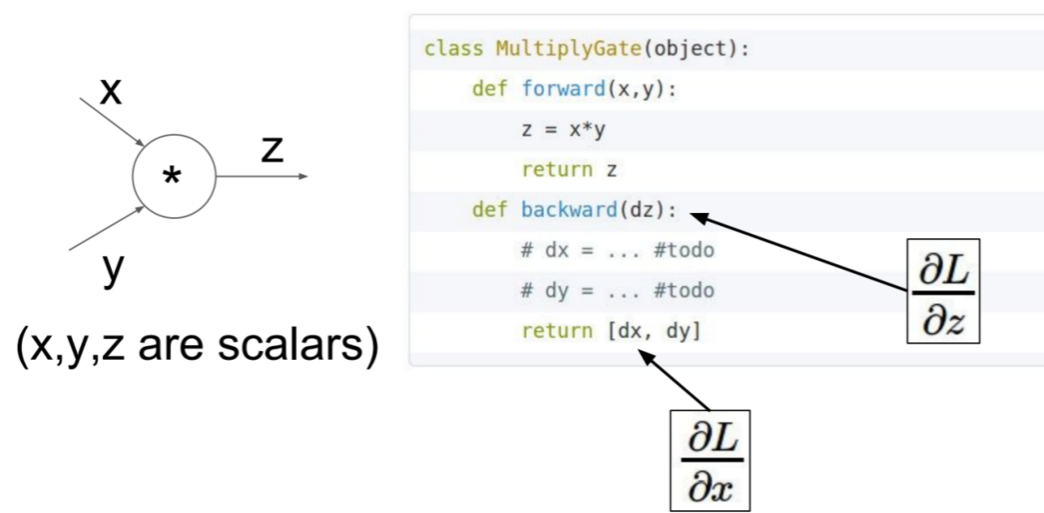 x
*
z
y
(x,y,z are scalars)
class MultiplyGate(object):
    def forward(x,y):
        z = x*y
        return z
    def backward(dz):
        # dx = ... #todo
        # dy = ... #todo
        return [dx, dy]
∂L
∂z
∂L
∂x